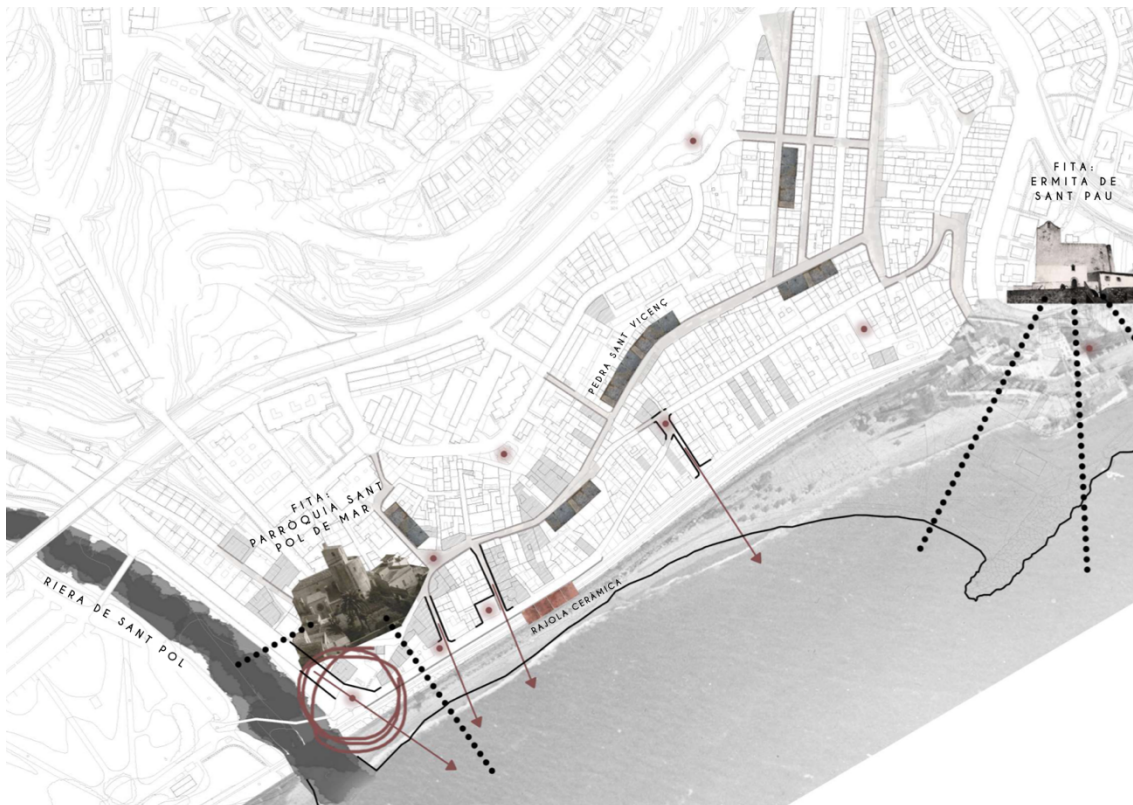 FITA:
ERMITA DE
SANT PAU
PEDRA SANT VICENÇ
FITA:
PARRÒQUIA SANT
POL DE MAR
RAJOLA CERÀMICA
RIERA DE SANT POL